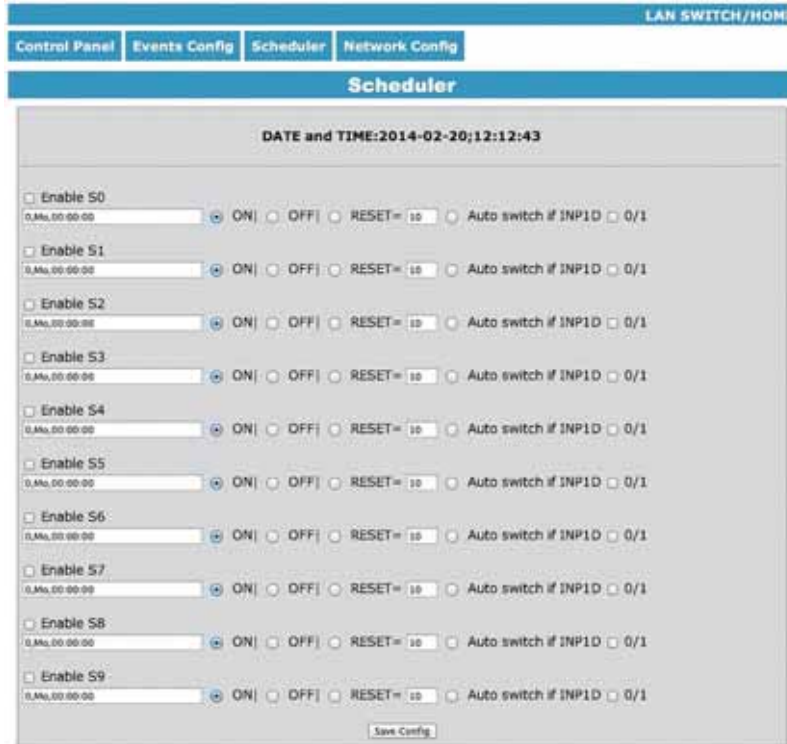 LAN SWITCH/HOM
Control Panel Events Config Scheduler Network Config
Scheduler
DATE and TIME:2014-02-20;12:12:43
Enable S0
0,Mo,00:00:00 ON| OFF| RESET= 10 Auto switch if INP1D 0/1
Enable S1
0,Mo,00:00:00 ON| OFF| RESET= 10 Auto switch if INP1D 0/1
Enable S2
0,Mo,00:00:00 ON| OFF| RESET= 10 Auto switch if INP1D 0/1
Enable S3
0,Mo,00:00:00 ON| OFF| RESET= 10 Auto switch if INP1D 0/1
Enable S4
0,Mo,00:00:00 ON| OFF| RESET= 10 Auto switch if INP1D 0/1
Enable S5
0,Mo,00:00:00 ON| OFF| RESET= 10 Auto switch if INP1D 0/1
Enable S6
0,Mo,00:00:00 ON| OFF| RESET= 10 Auto switch if INP1D 0/1
Enable S7
0,Mo,00:00:00 ON| OFF| RESET= 10 Auto switch if INP1D 0/1
Enable S8
0,Mo,00:00:00 ON| OFF| RESET= 10 Auto switch if INP1D 0/1
Enable S9
0,Mo,00:00:00 ON| OFF| RESET= 10 Auto switch if INP1D 0/1
Save Config